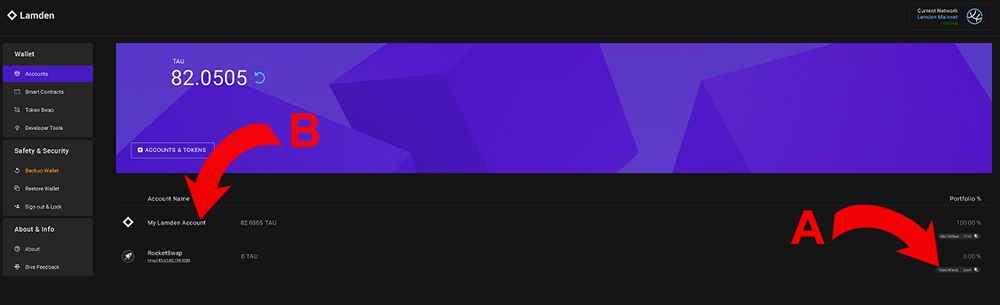 Lamden
Current Network
Lamden Mainnet
online
Wallet
Accounts
Smart Contracts
Token Swap
Developer Tools
Safety & Security
Backup Wallet
Restore Wallet
Sign out & Lock
About & Info
About
Give Feedback
TAU
82.0505
ACCOUNTS & TOKENS
B
Account Name
Portfolio %
My Lamden Account
82.0505 TAU
100.00 %
A
RocketSwap
0 TAU
0.00 %